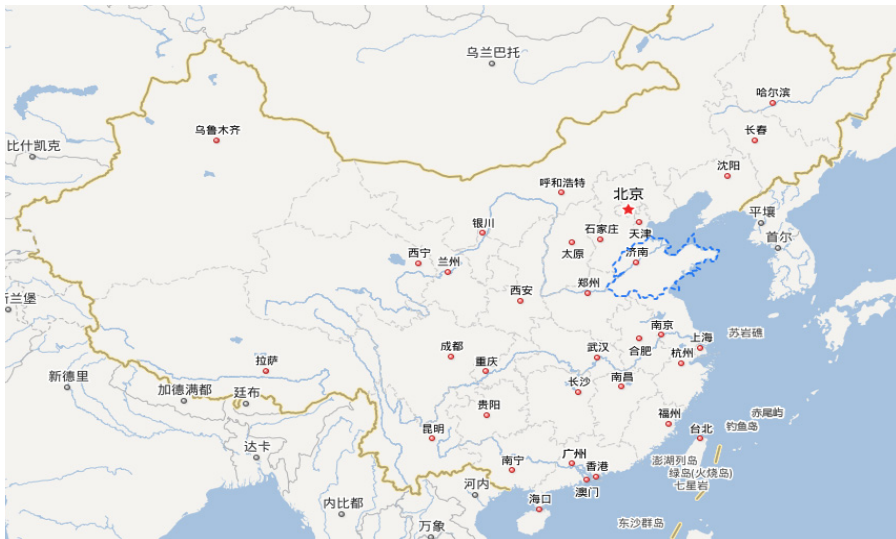 乌兰巴托
哈尔滨
乌鲁木齐
长春
比什凯克
沈阳
呼和浩特
北京
平壤
银川
石家庄
天津
首尔
太原
西宁
兰州
济南
西安
郑州
斯兰堡
南京
苏岩礁
上海
合肥
武汉
杭州
成都
拉萨
重庆
新德里
长沙
南昌
加德满都
廷布
贵阳
赤尾屿
福州
钓鱼岛
昆明
台北
达卡
南宁
广州
澎湖列岛
香港
绿岛(火烧岛)
河内
七星岩
澳门
内比都
海口
万象
东沙群岛